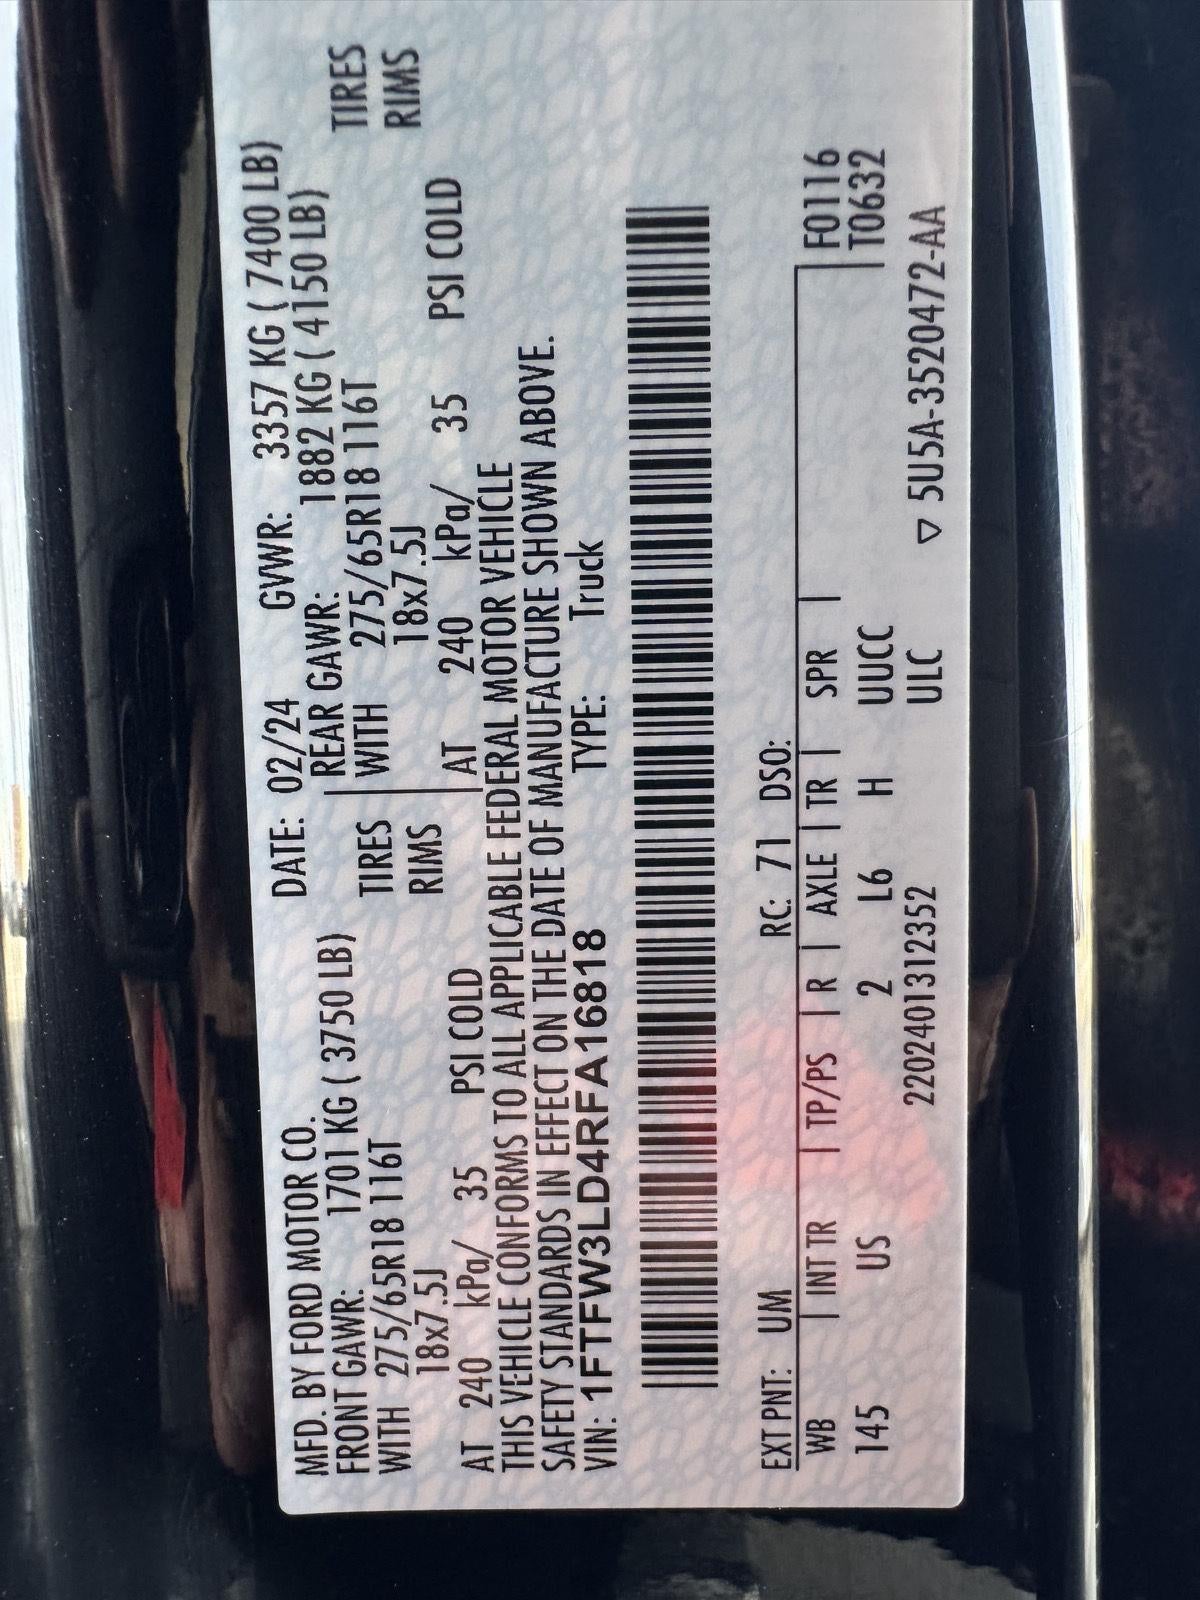 MFD. BY FORD MOTOR CO. DATE: 02/24 GVWR: 3357 KG ( 7400 LB)
FRONT GAWR: 1701 KG ( 3750 LB) REAR GAWR: 1882 KG ( 4150 LB)
WITH 275/65R18 116T TIRES WITH 275/65R18 116T TIRES
18x7.5J RIMS 18x7.5J RIMS
AT 240 kPa/ 35 PSI COLD AT 240 kPa/ 35 PSI COLD
THIS VEHICLE CONFORMS TO ALL APPLICABLE FEDERAL MOTOR VEHICLE
SAFETY STANDARDS IN EFFECT ON THE DATE OF MANUFACTURE SHOWN ABOVE.
VIN: 1FTFW3LD4RFA16818 TYPE: Truck
EXT PNT: UM RC: 71 DSO:
WB | INT TR | TP/PS | R | AXLE | TR | SPR | F0116
145 US 2 L6 H UUCC T0632
2202401312352 ULC ▽ 5U5A-3520472-AA